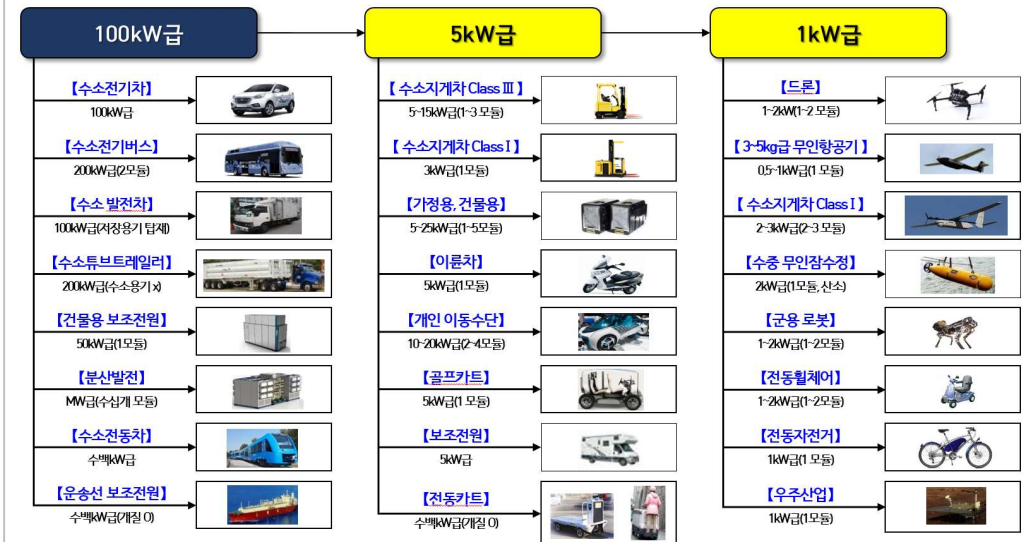 100kW급
5kW급
1kW급
【수소전기차】
100kW급
【수소전기버스】
200kW급(2모듈)
【수소 발전차】
100kW급(저장용기 탑재)
【수소튜브트레일러】
200kW급(수소용기 x)
【건물용 보조전원】
50kW급(1모듈)
【분산발전】
MW급(수십개 모듈)
【수소전동차】
수백kW급
【운송선 보조전원】
수백kW급(개질 O)
【 수소지게차 Class Ⅲ 】
5~15kW급(1~3 모듈)
【 수소지게차 Class I 】
3kW급(1모듈)
【가정용, 건물용】
5~25kW급(1~5모듈)
【이륜차】
5kW급(1모듈)
【개인 이동수단】
10~20kW급(2~4모듈)
【골프카트】
5kW급(1 모듈)
【보조전원】
5kW급
【전동카트】
수백kW급(개질 O)
【드론】
1~2kW(1~2 모듈)
【 3~5kg급 무인항공기 】
0.5~1kW급(1 모듈)
【 수소지게차 Class I 】
2~3kW급(2~3 모듈)
【수중 무인잠수정】
2kW급(1모듈, 산소)
【군용 로봇】
1~2kW급(1~2모듈)
【전동휠체어】
1~2kW급(1~2모듈)
【전동자전거】
1kW급(1 모듈)
【우주산업】
1kW급(1모듈)